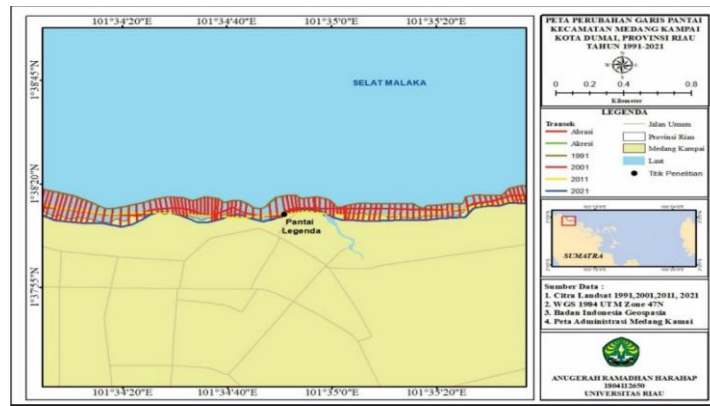 101°34'20"E 101°34'40"E 101°35'0"E 101°35'20"E
1°38'45"N
1°38'20"N
1°37'55"N
SELAT MALAKA
Pantai
Legenda
101°34'20"E 101°34'40"E 101°35'0"E 101°35'20"E
PETA PERUBAHAN GARIS PANTAI
KECAMATAN MEDANG KAMPAI
KOTA DUMAI, PROVINSI RIAU
TAHUN 1991-2021
0 0.2 0.4 0.8
Kilometer
LEGENDA
Transek
Abrasi
Akresi
1991
2001
2011
2021
Jalan Umum
Provinsi Riau
Medang Kampai
Laut
Titik Penelitian
SUMATRA
Sumber Data :
1. Citra Landsat 1991,2001,2011, 2021
2. WGS 1984 UTM Zone 47N
3. Badan Indonesia Geospasia
4. Peta Administrasi Medang Kamai
ANUGERAH RAMADHAN HARAHAP
1804112650
UNIVERSITAS RIAU